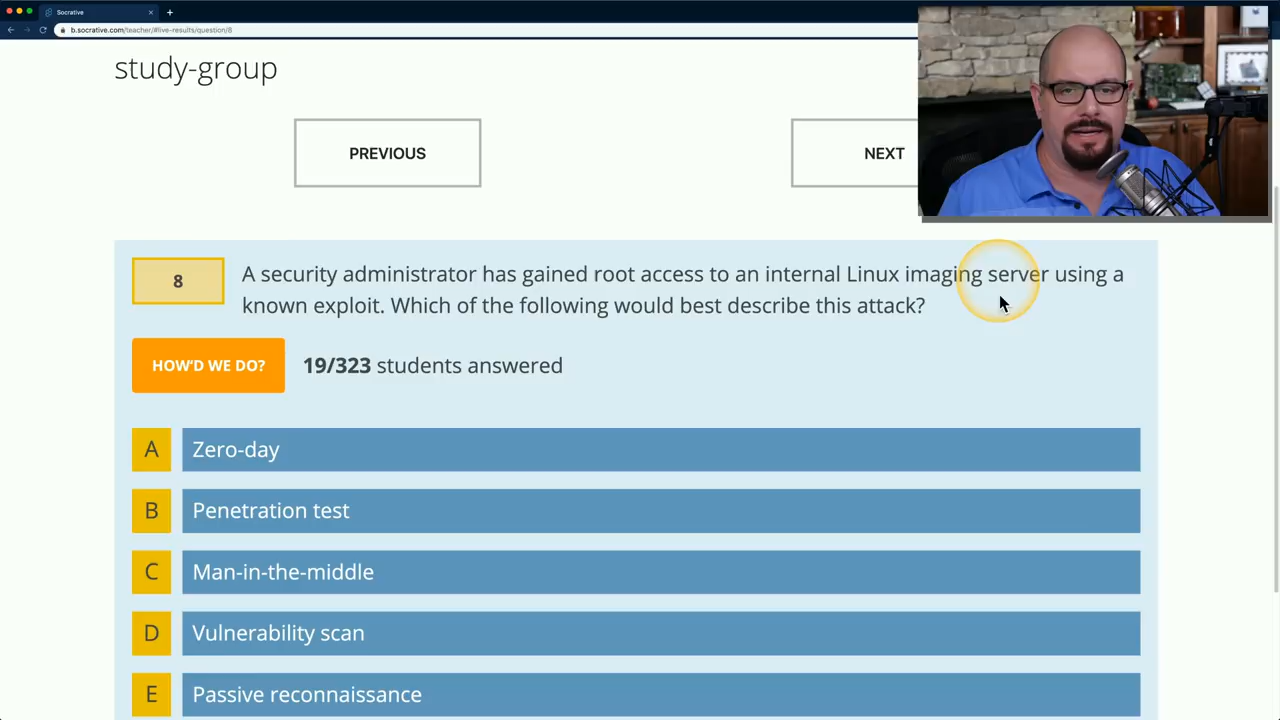 Socrative
b.socrative.com/teacher/#live-results/question/8
study-group
PREVIOUS
NEXT
8
A security administrator has gained root access to an internal Linux imaging server using a
known exploit. Which of the following would best describe this attack?
HOW'D WE DO?
19/323 students answered
A
Zero-day
B
Penetration test
C
Man-in-the-middle
D
Vulnerability scan
E
Passive reconnaissance